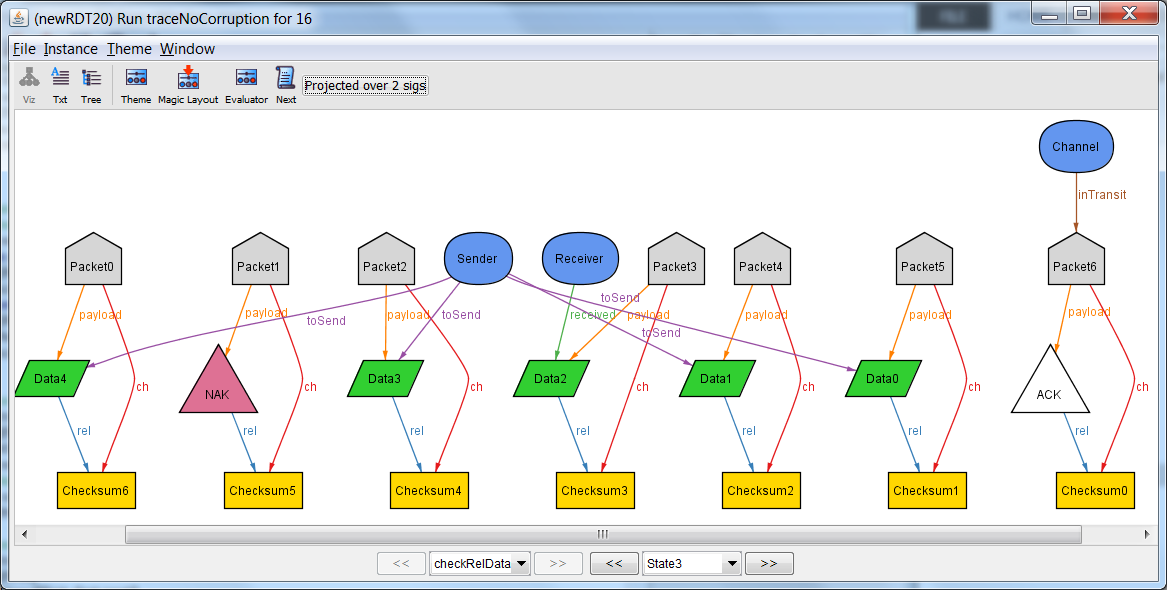 (newRDT20) Run traceNoCorruption for 16
File Instance Theme Window
Viz Txt Tree Theme Magic Layout Evaluator Next Projected over 2 sigs
Channel
inTransit
Packet0 Packet1 Packet2 Sender Receiver Packet3 Packet4 Packet5 Packet6
toSend
payload payload toSend payload toSend received payload payload payload payload
toSend
Data4 NAK Data3 Data2 Data1 Data0 ACK
ch ch ch ch ch ch ch
rel rel rel rel rel rel rel
Checksum6 Checksum5 Checksum4 Checksum3 Checksum2 Checksum1 Checksum0
<< checkRelData >> << State3 >>